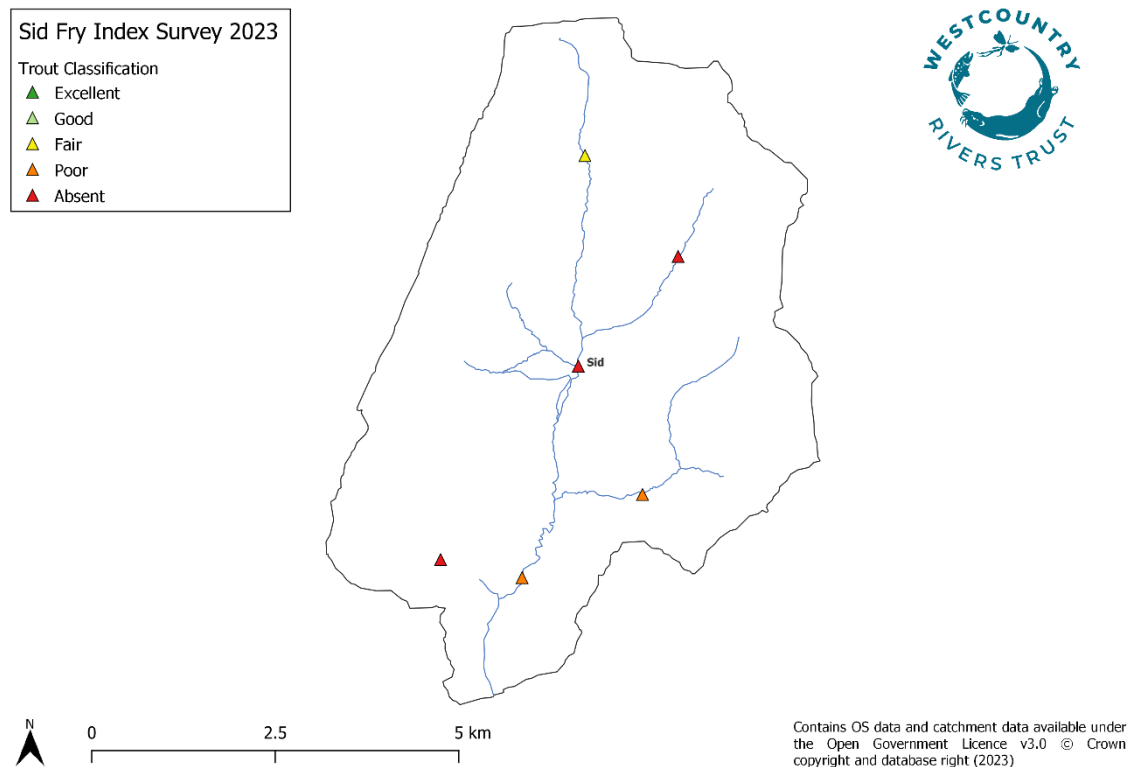 Sid Fry Index Survey 2023
Trout Classification
Excellent
Good
Fair
Poor
Absent
WESTCOUNTRY
RIVERS TRUST
Sid
N
0 2.5 5 km
Contains OS data and catchment data available under
the Open Government Licence v3.0 © Crown
copyright and database right (2023)